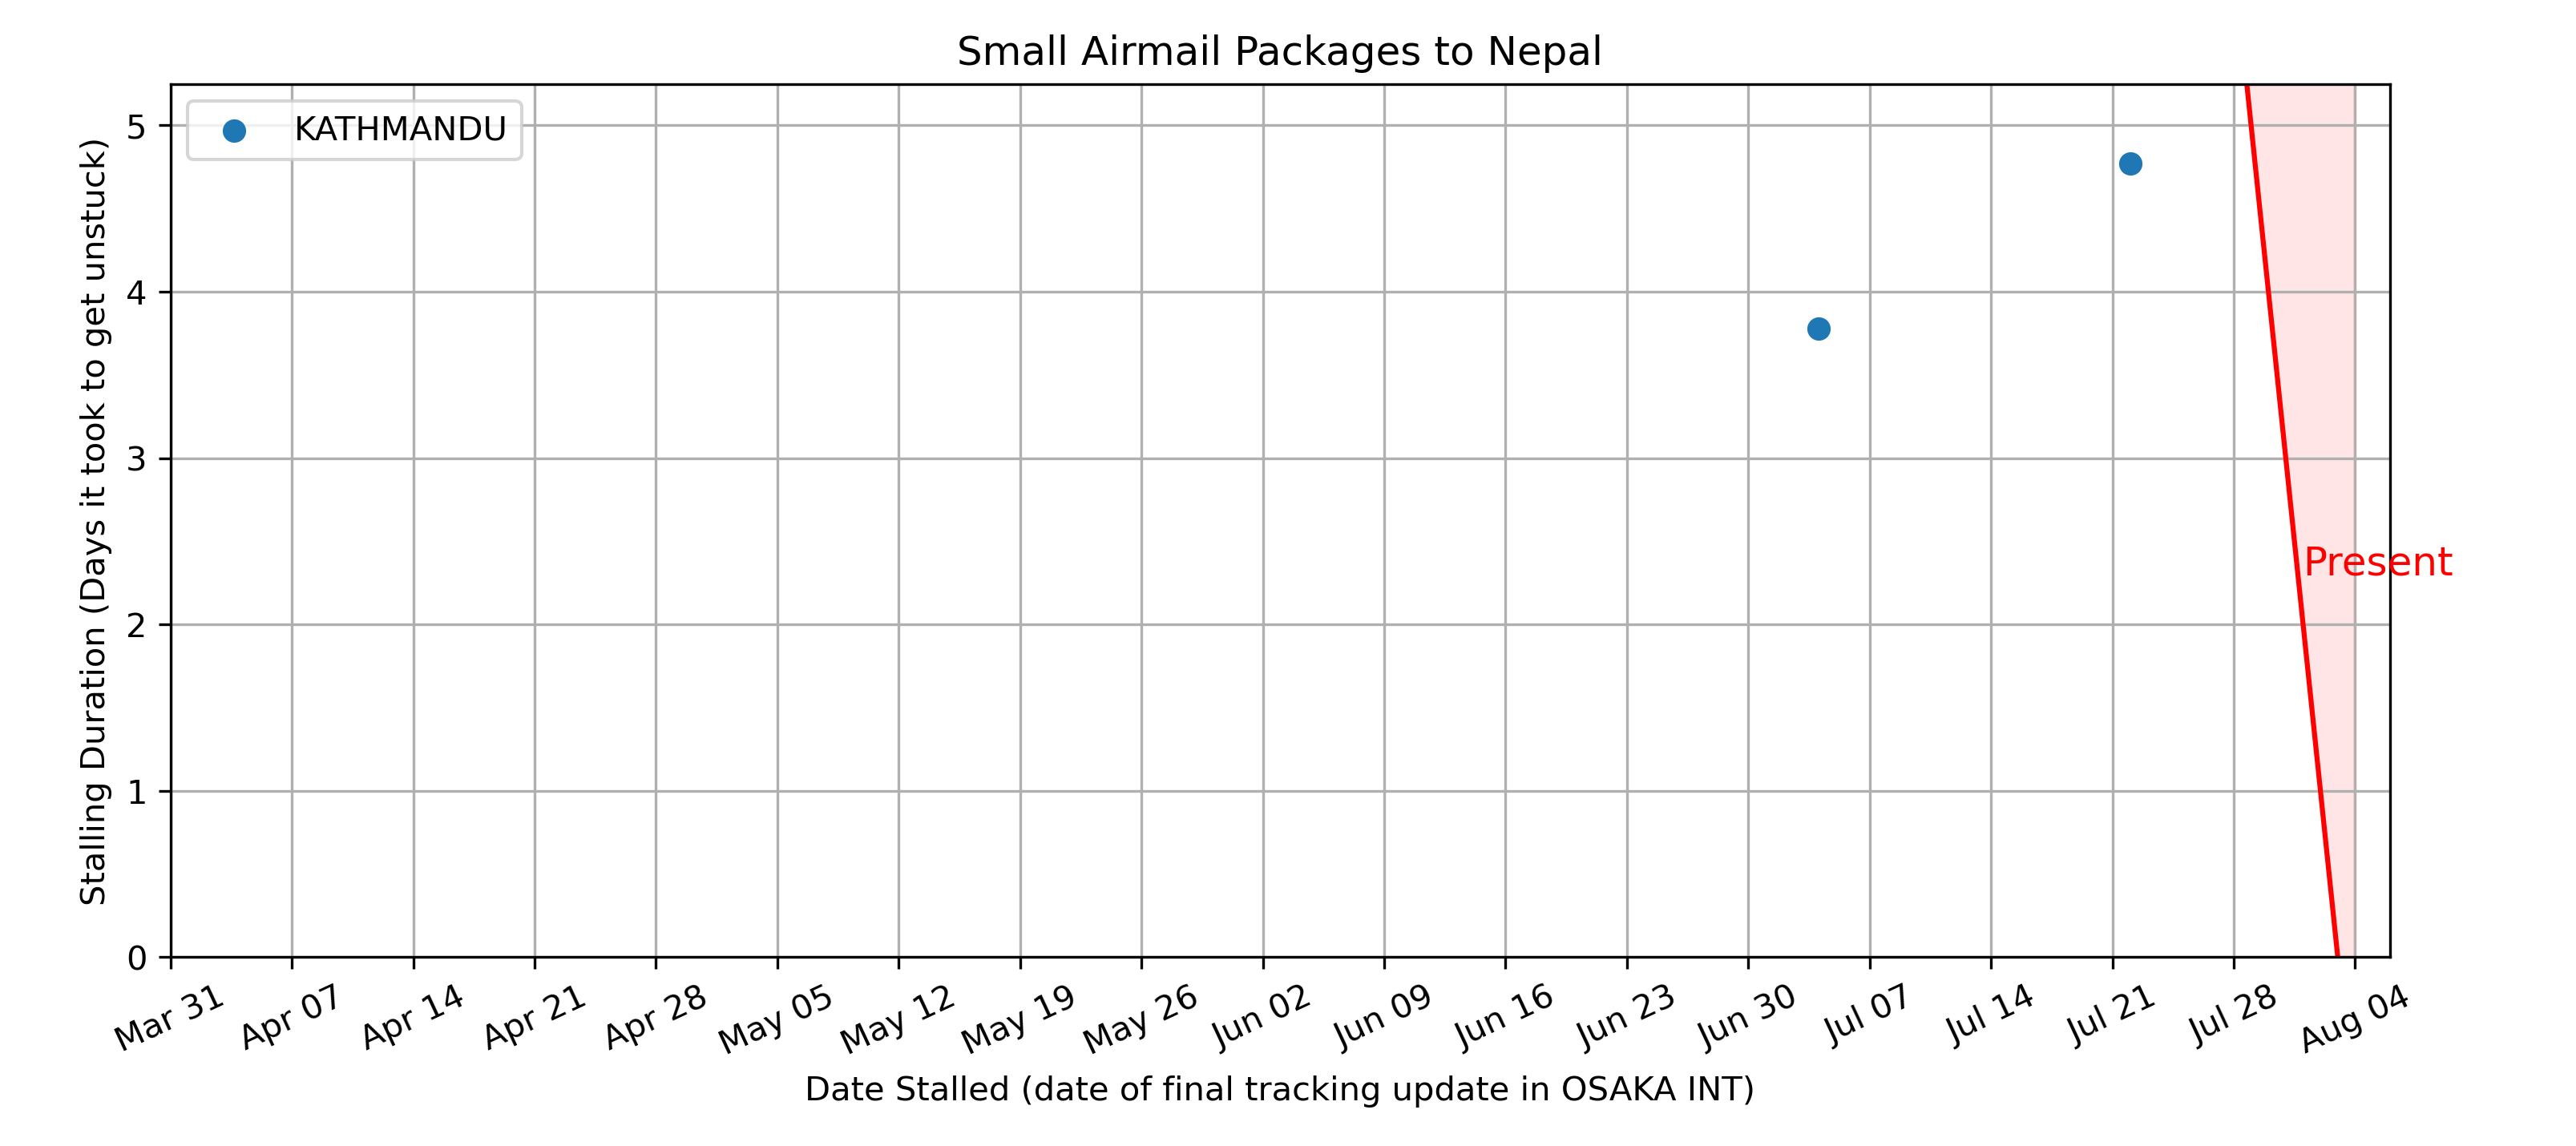 Small Airmail Packages to Nepal
KATHMANDU
Stalling Duration (Days it took to get unstuck)
5
4
3
2
1
0
Present
Mar 31
Apr 07
Apr 14
Apr 21
Apr 28
May 05
May 12
May 19
May 26
Jun 02
Jun 09
Jun 16
Jun 23
Jun 30
Jul 07
Jul 14
Jul 21
Jul 28
Aug 04
Date Stalled (date of final tracking update in OSAKA INT)